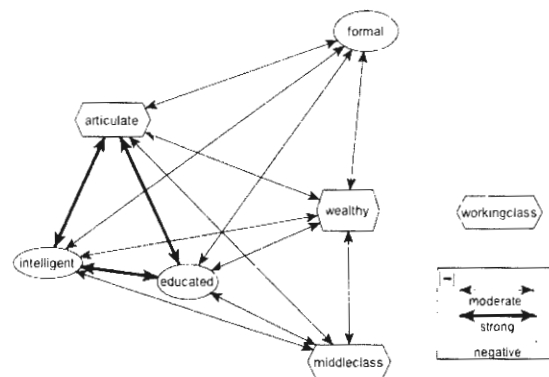 formal
articulate
wealthy
workingclass
intelligent
educated
moderate
strong
middleclass
negative